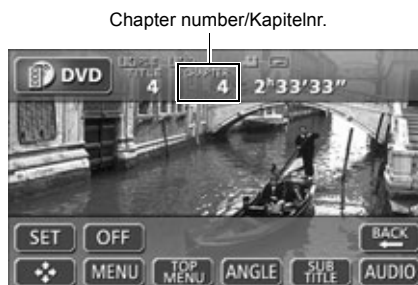 Chapter number/Kapitelnr.
DVD
TITLE CHAPTER
4 4 2h33'33"
SET OFF BACK
MENU TOP MENU ANGLE SUB TITLE AUDIO